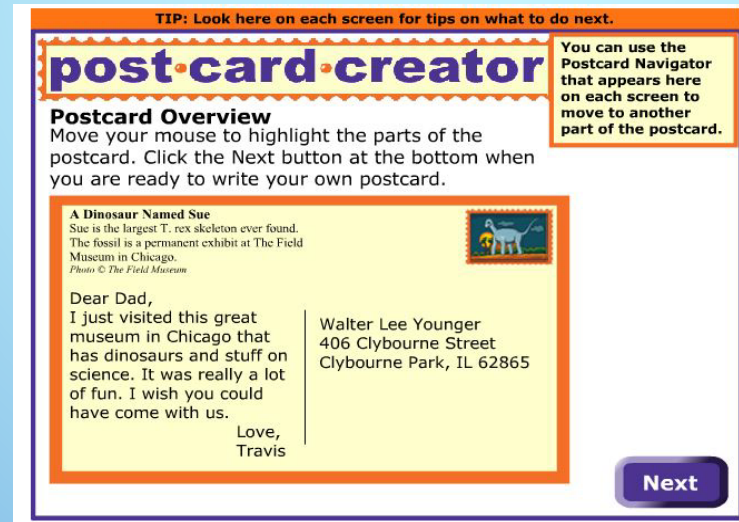 TIP: Look here on each screen for tips on what to do next.
post•card•creator
You can use the
Postcard Navigator
that appears here
on each screen to
move to another
part of the postcard.
Postcard Overview
Move your mouse to highlight the parts of the
postcard. Click the Next button at the bottom when
you are ready to write your own postcard.
A Dinosaur Named Sue
Sue is the largest T. rex skeleton ever found.
The fossil is a permanent exhibit at The Field
Museum in Chicago.
Photo © The Field Museum
Dear Dad,
I just visited this great
museum in Chicago that
has dinosaurs and stuff on
science. It was really a lot
of fun. I wish you could
have come with us.
Love,
Travis
Walter Lee Younger
406 Clybourne Street
Clybourne Park, IL 62865
Next